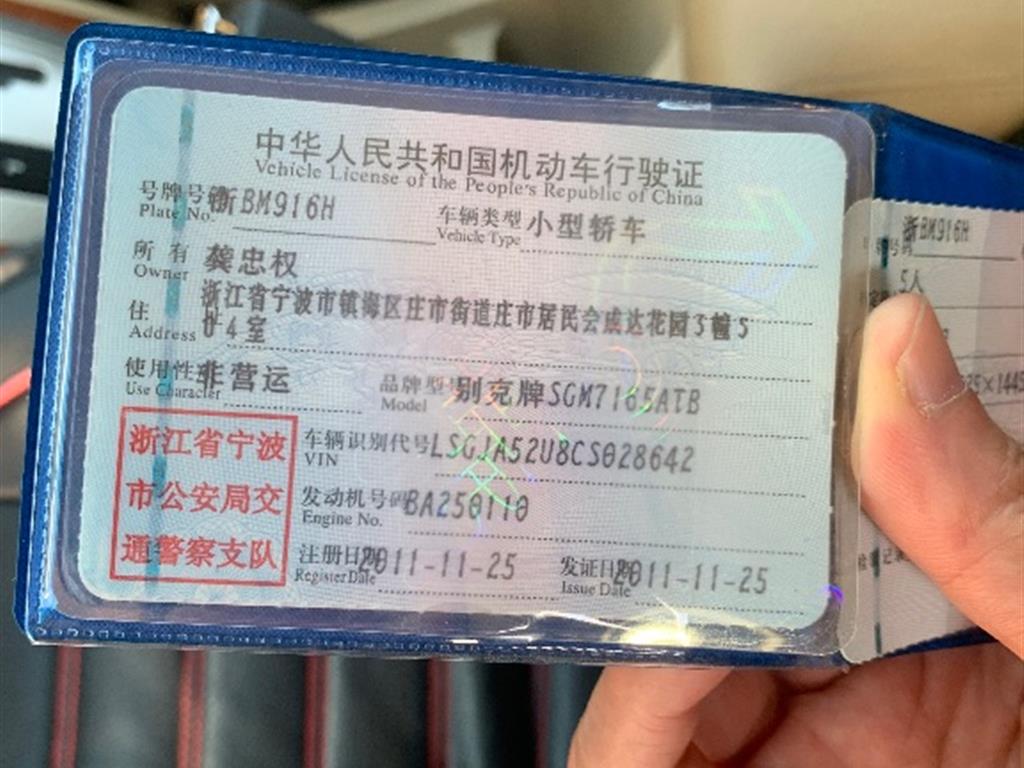 中华人民共和国机动车行驶证
Vehicle License of the People's Republic of China
号牌号 浙BM916H 车辆类型 小型轿车
Plate No. Vehicle Type
所有 龚忠权
Owner
住 浙江省宁波市镇海区庄市街道庄市居民会成达花园3幢5
址 04室
Address
使用性 非营运 品牌型号 别克牌SGM7165ATB
Use Character Model
浙江省宁波
市公安局交
通警察支队
车辆识别代号 LSGJA52U8CS028642
VIN
发动机号码 BA250110
Engine No.
注册日期 2011-11-25 发证日期 2011-11-25
Register Date Issue Date
浙BM916H
5人